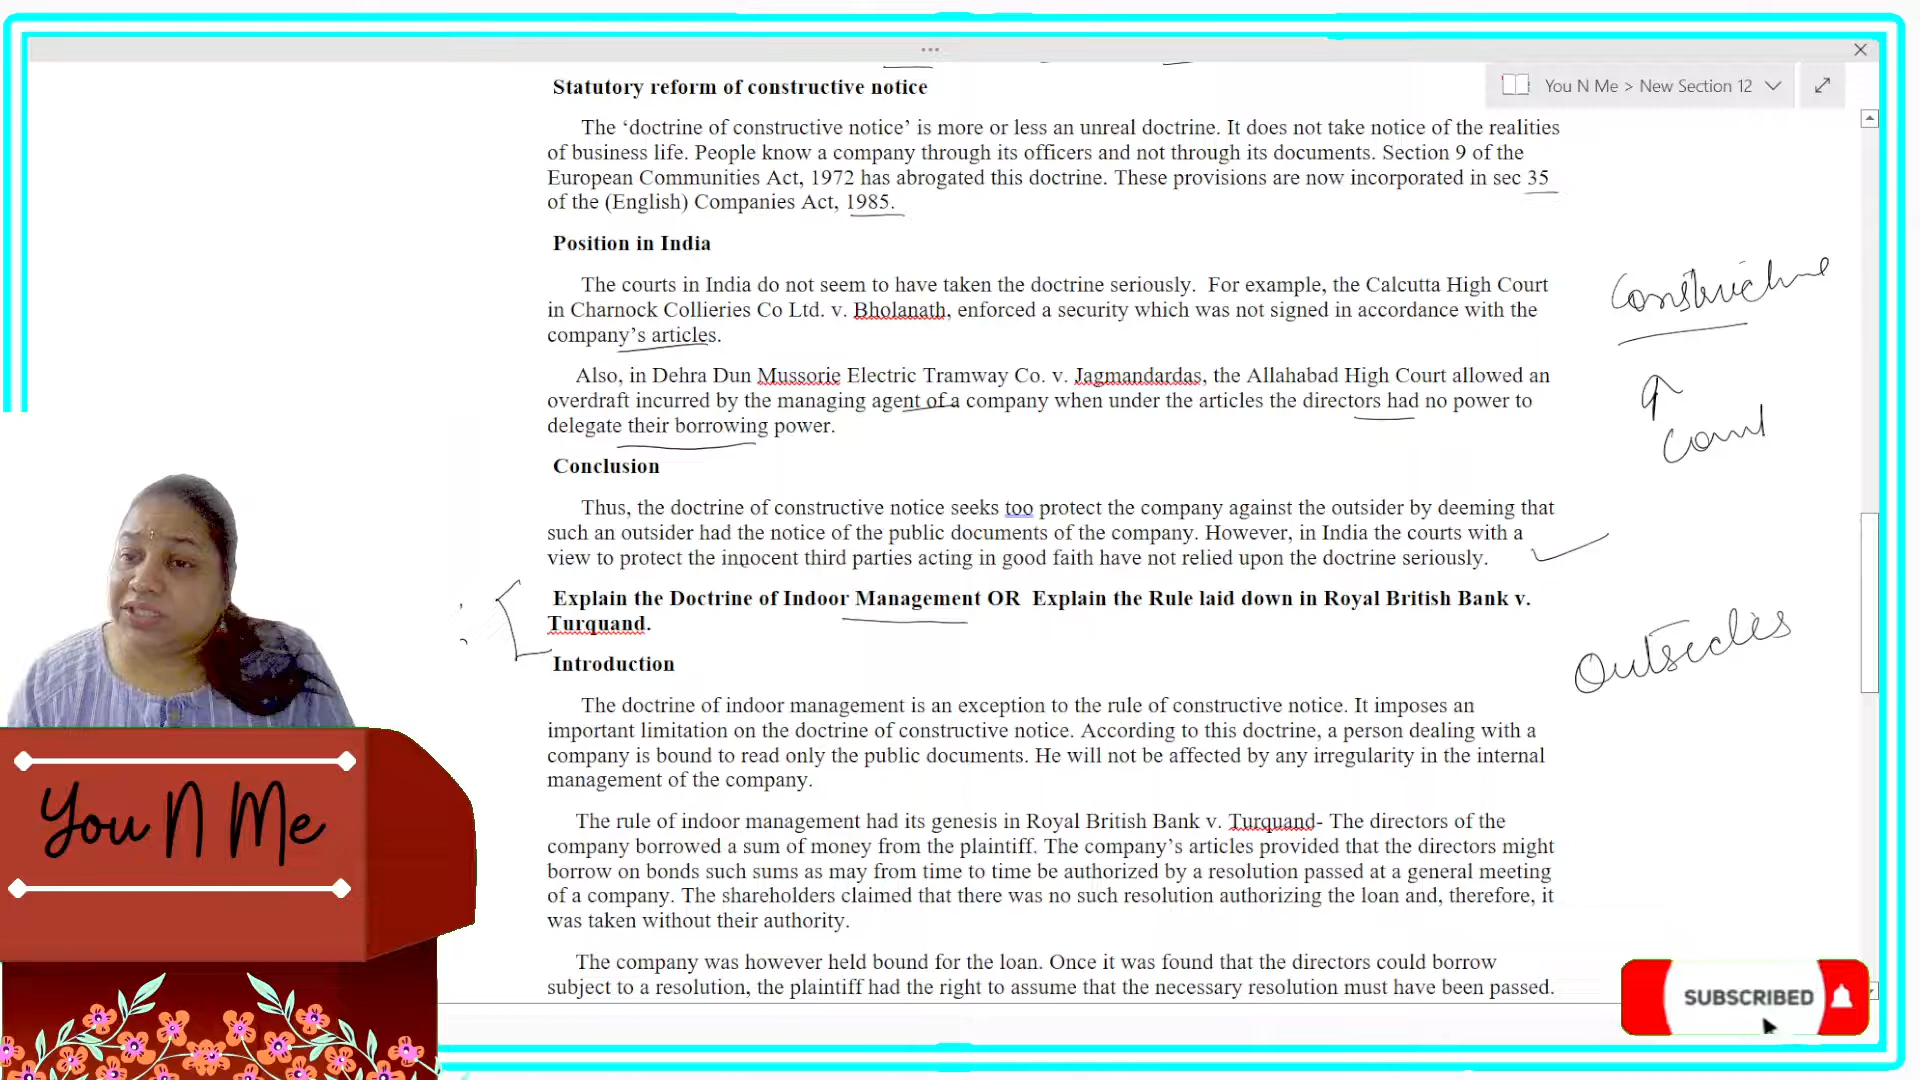 You N Me > New Section 12
Statutory reform of constructive notice
The ‘doctrine of constructive notice’ is more or less an unreal doctrine. It does not take notice of the realities
of business life. People know a company through its officers and not through its documents. Section 9 of the
European Communities Act, 1972 has abrogated this doctrine. These provisions are now incorporated in sec 35
of the (English) Companies Act, 1985.
Position in India
The courts in India do not seem to have taken the doctrine seriously. For example, the Calcutta High Court
in Charnock Collieries Co Ltd. v. Bholanath, enforced a security which was not signed in accordance with the
company’s articles.
Constructive
Also, in Dehra Dun Mussorie Electric Tramway Co. v. Jagmandardas, the Allahabad High Court allowed an
overdraft incurred by the managing agent of a company when under the articles the directors had no power to
delegate their borrowing power.
Conclusion
Thus, the doctrine of constructive notice seeks too protect the company against the outsider by deeming that
such an outsider had the notice of the public documents of the company. However, in India the courts with a
view to protect the innocent third parties acting in good faith have not relied upon the doctrine seriously.
Explain the Doctrine of Indoor Management OR Explain the Rule laid down in Royal British Bank v.
Turquand.
Introduction
The doctrine of indoor management is an exception to the rule of constructive notice. It imposes an
important limitation on the doctrine of constructive notice. According to this doctrine, a person dealing with a
company is bound to read only the public documents. He will not be affected by any irregularity in the internal
management of the company.
The rule of indoor management had its genesis in Royal British Bank v. Turquand- The directors of the
company borrowed a sum of money from the plaintiff. The company’s articles provided that the directors might
borrow on bonds such sums as may from time to time be authorized by a resolution passed at a general meeting
of a company. The shareholders claimed that there was no such resolution authorizing the loan and, therefore, it
was taken without their authority.
The company was however held bound for the loan. Once it was found that the directors could borrow
subject to a resolution, the plaintiff had the right to assume that the necessary resolution must have been passed.
You N Me
SUBSCRIBED